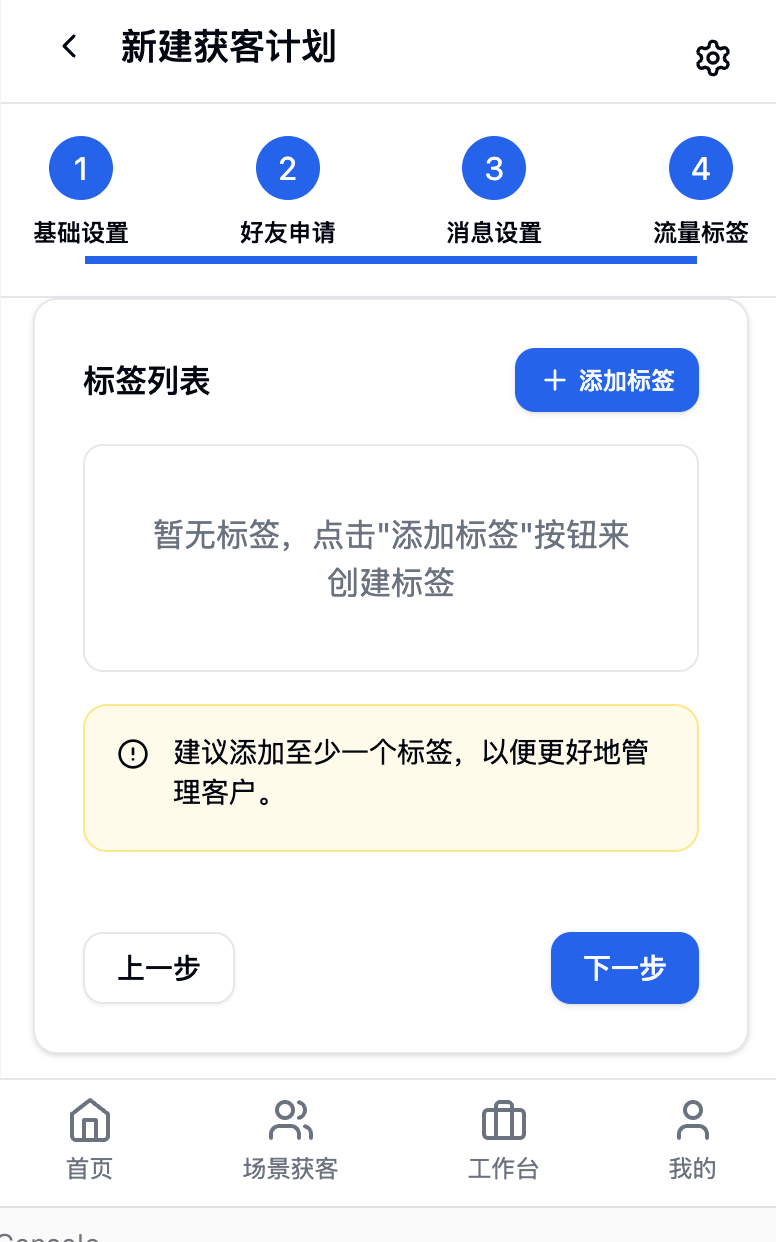 新建获客计划
1 2 3 4
基础设置 好友申请 消息设置 流量标签
标签列表
添加标签
暂无标签，点击"添加标签"按钮来
创建标签
建议添加至少一个标签，以便更好地管
理客户。
上一步 下一步
首页 场景获客 工作台 我的
Console